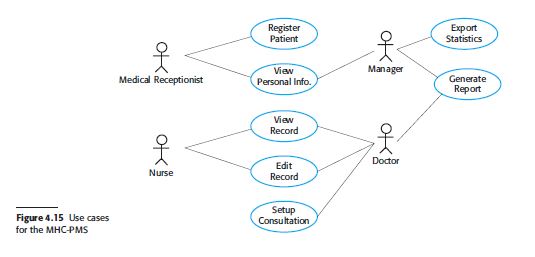 Register
Patient
Export
Statistics
Medical Receptionist
View
Personal Info.
Manager
Generate
Report
View
Record
Nurse
Edit
Record
Doctor
Setup
Consultation
Figure 4.15 Use cases
for the MHC-PMS